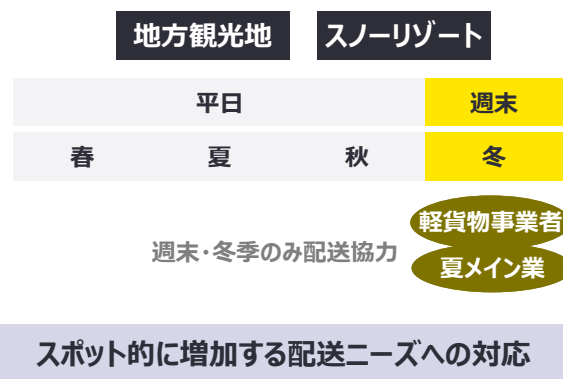 地方観光地 スノーリゾート
平日 週末
春 夏 秋 冬
軽貨物事業者
週末・冬季のみ配送協力
夏メイン業
スポット的に増加する配送ニーズへの対応